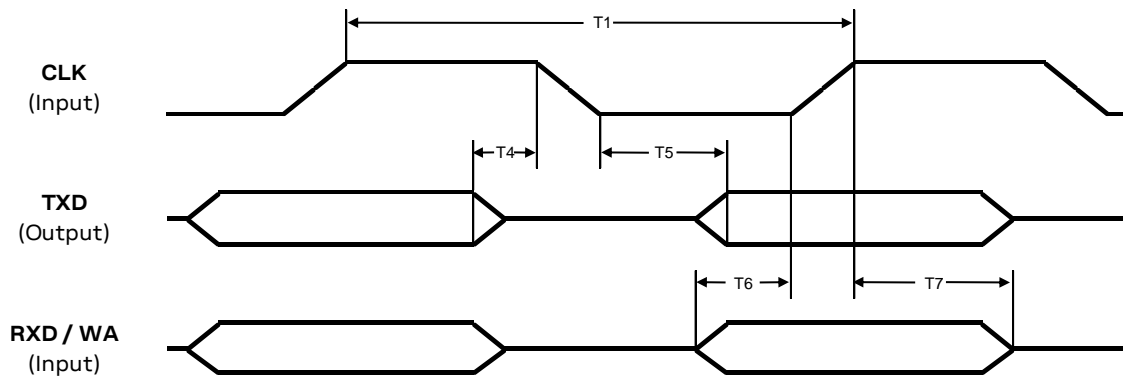 T1
CLK
(Input)
T4
T5
TXD
(Output)
T6
T7
RXD / WA
(Input)